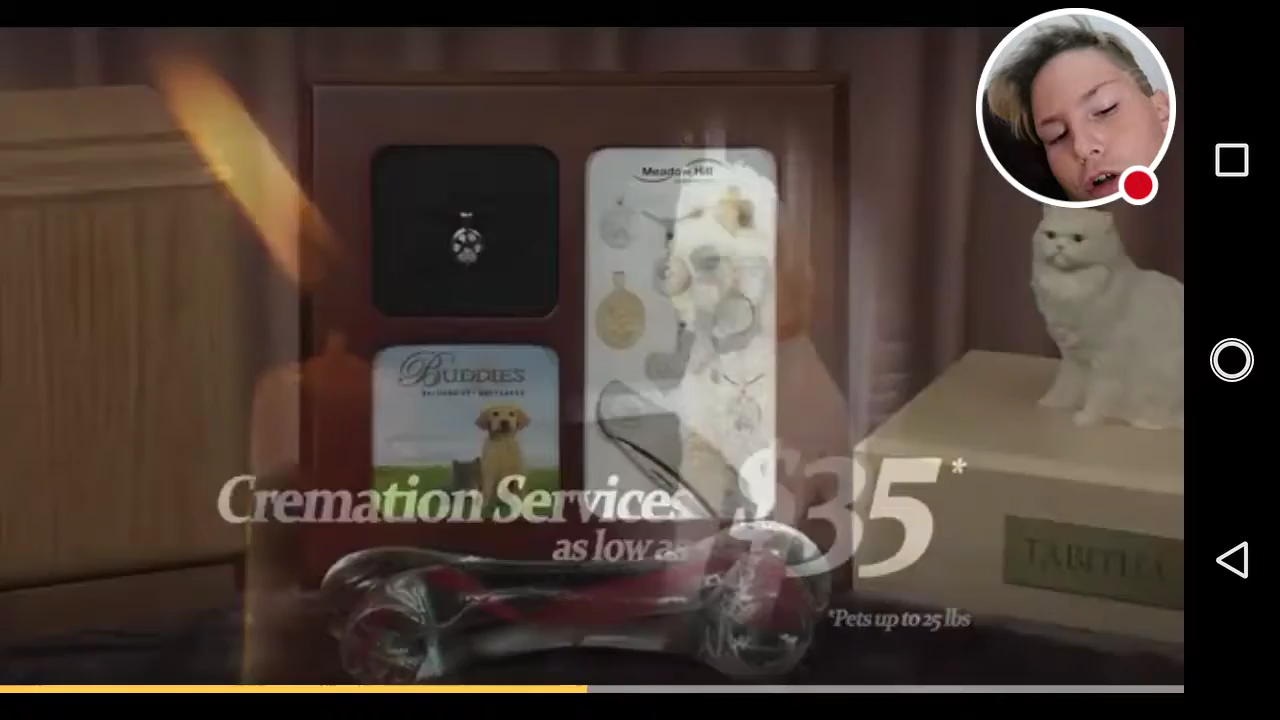 Meadow Hill
Buddies
Cremation Services
as low as
$35*
TABITHA
*Pets up to 25 lbs